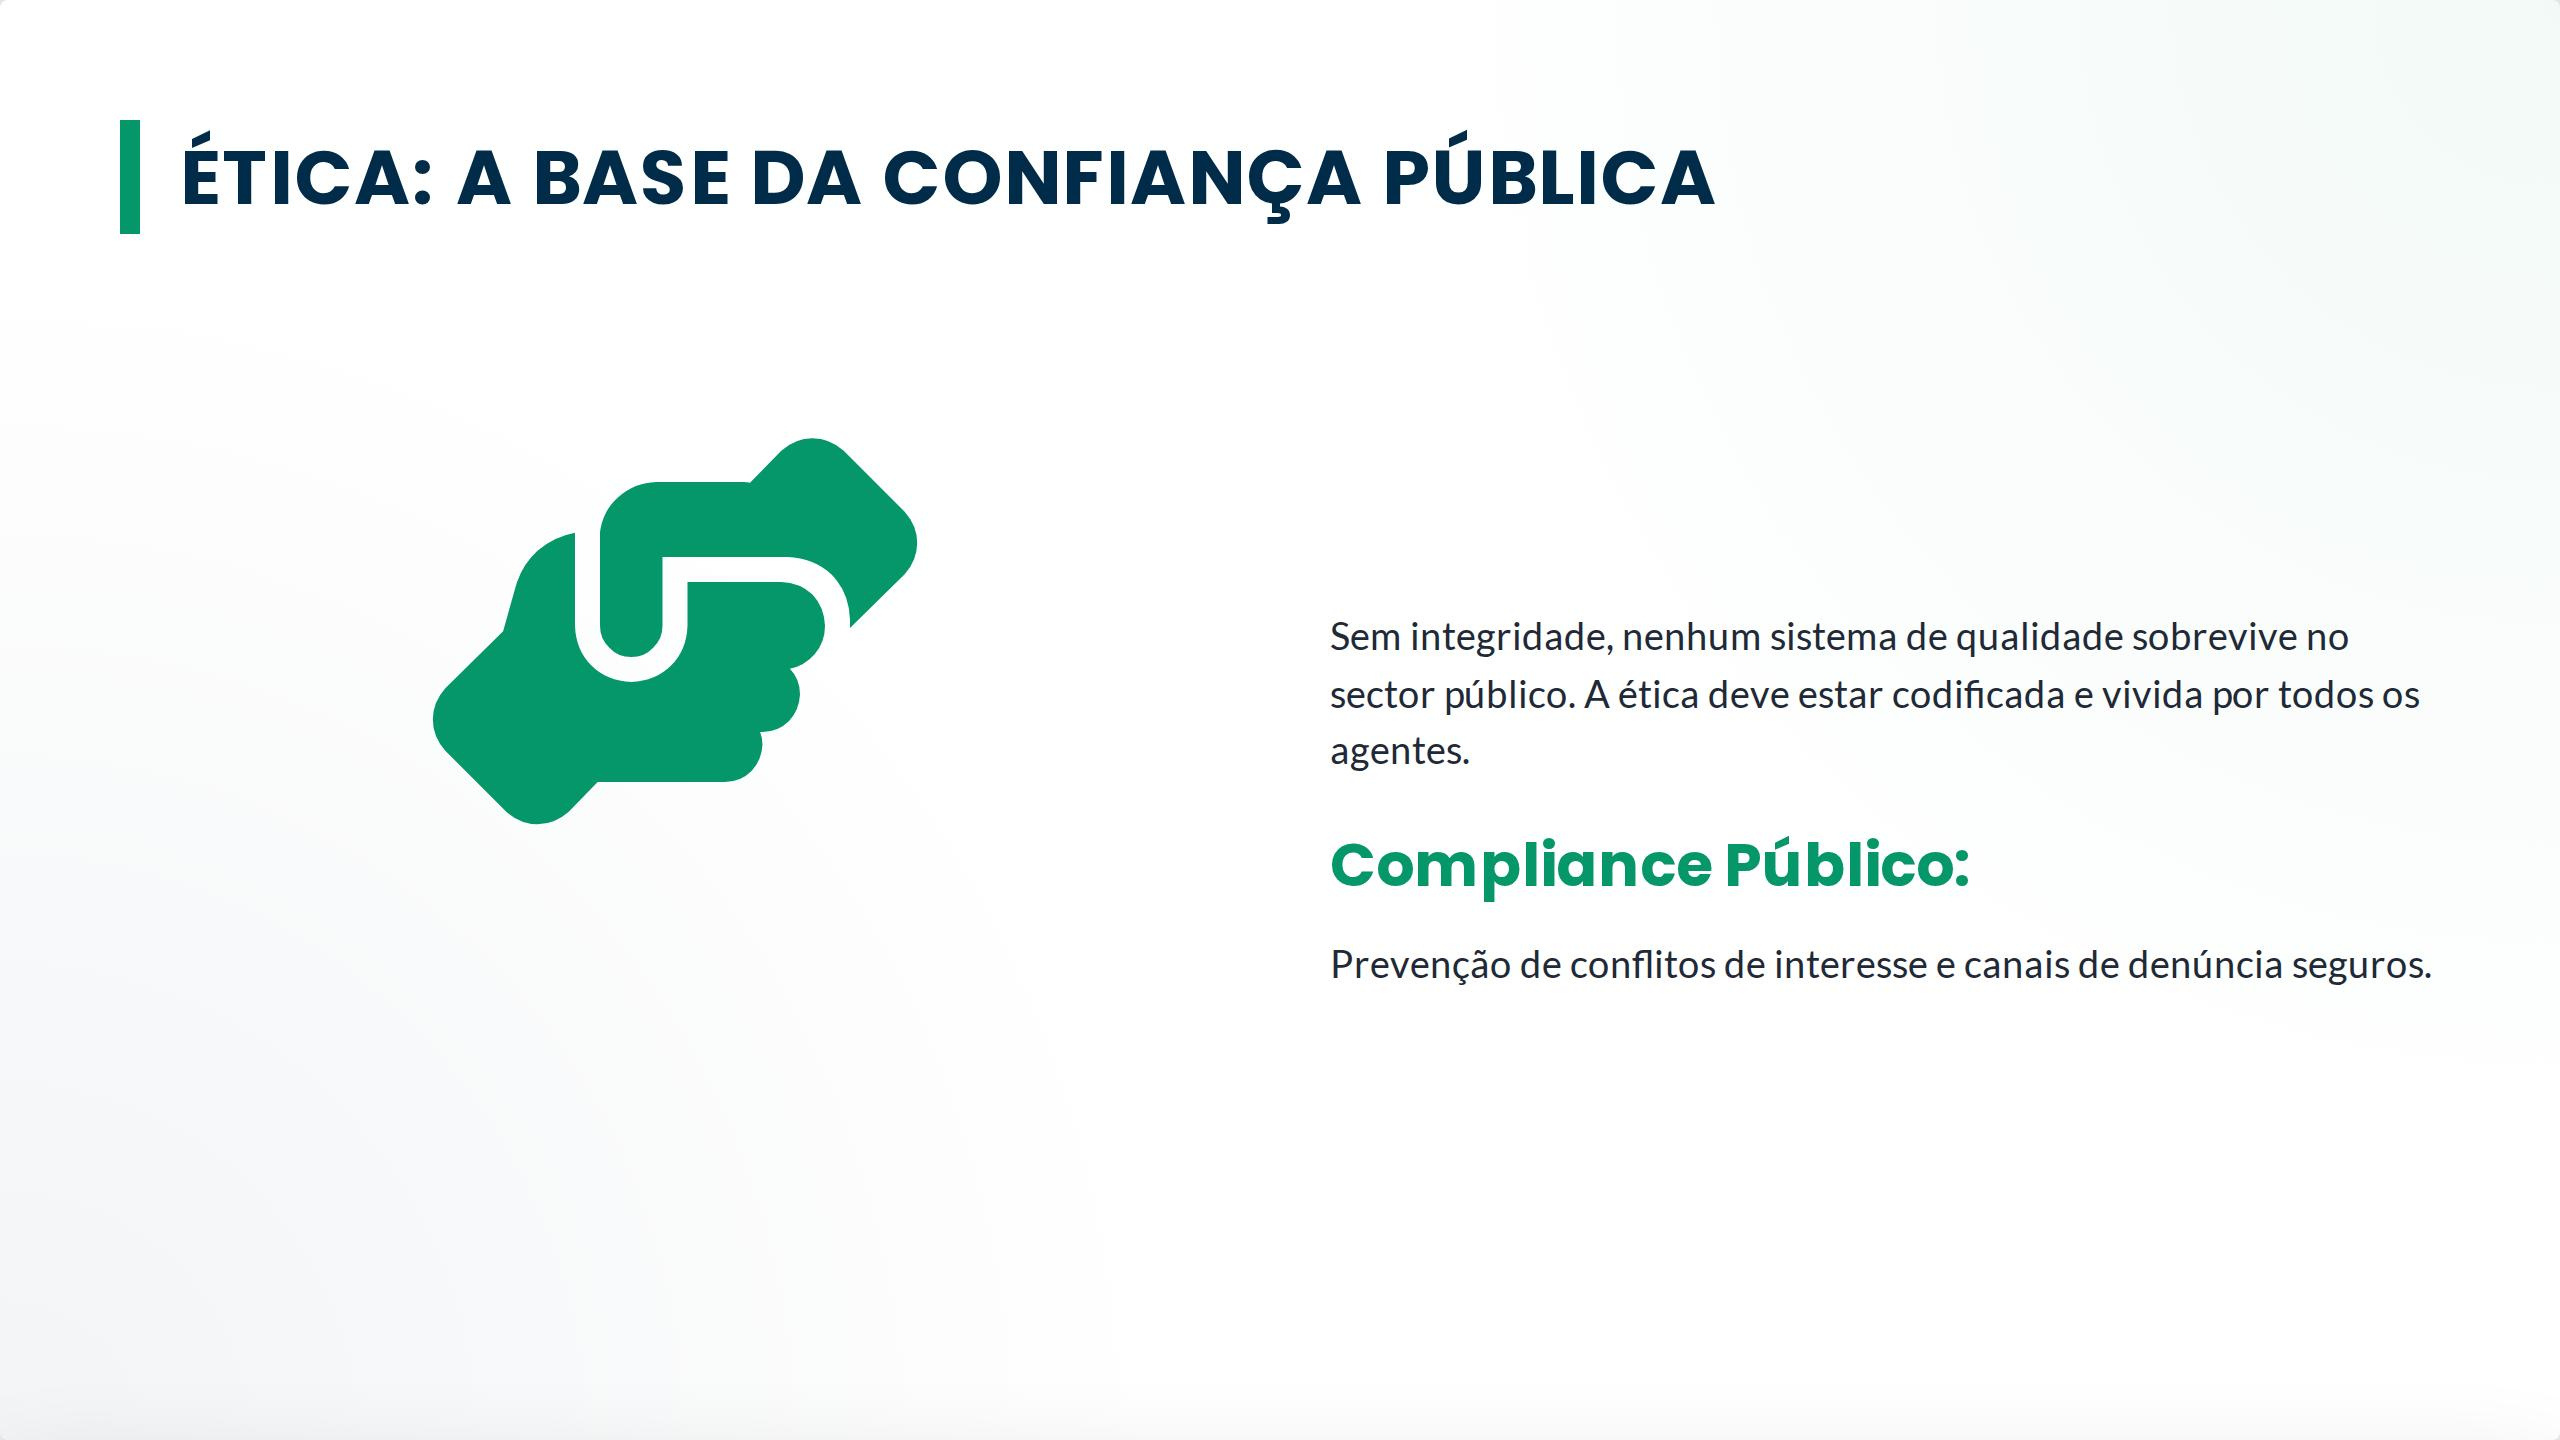 ÉTICA: A BASE DA CONFIANÇA PÚBLICA
Sem integridade, nenhum sistema de qualidade sobrevive no
sector público. A ética deve estar codificada e vivida por todos os
agentes.
Compliance Público:
Prevenção de conflitos de interesse e canais de denúncia seguros.